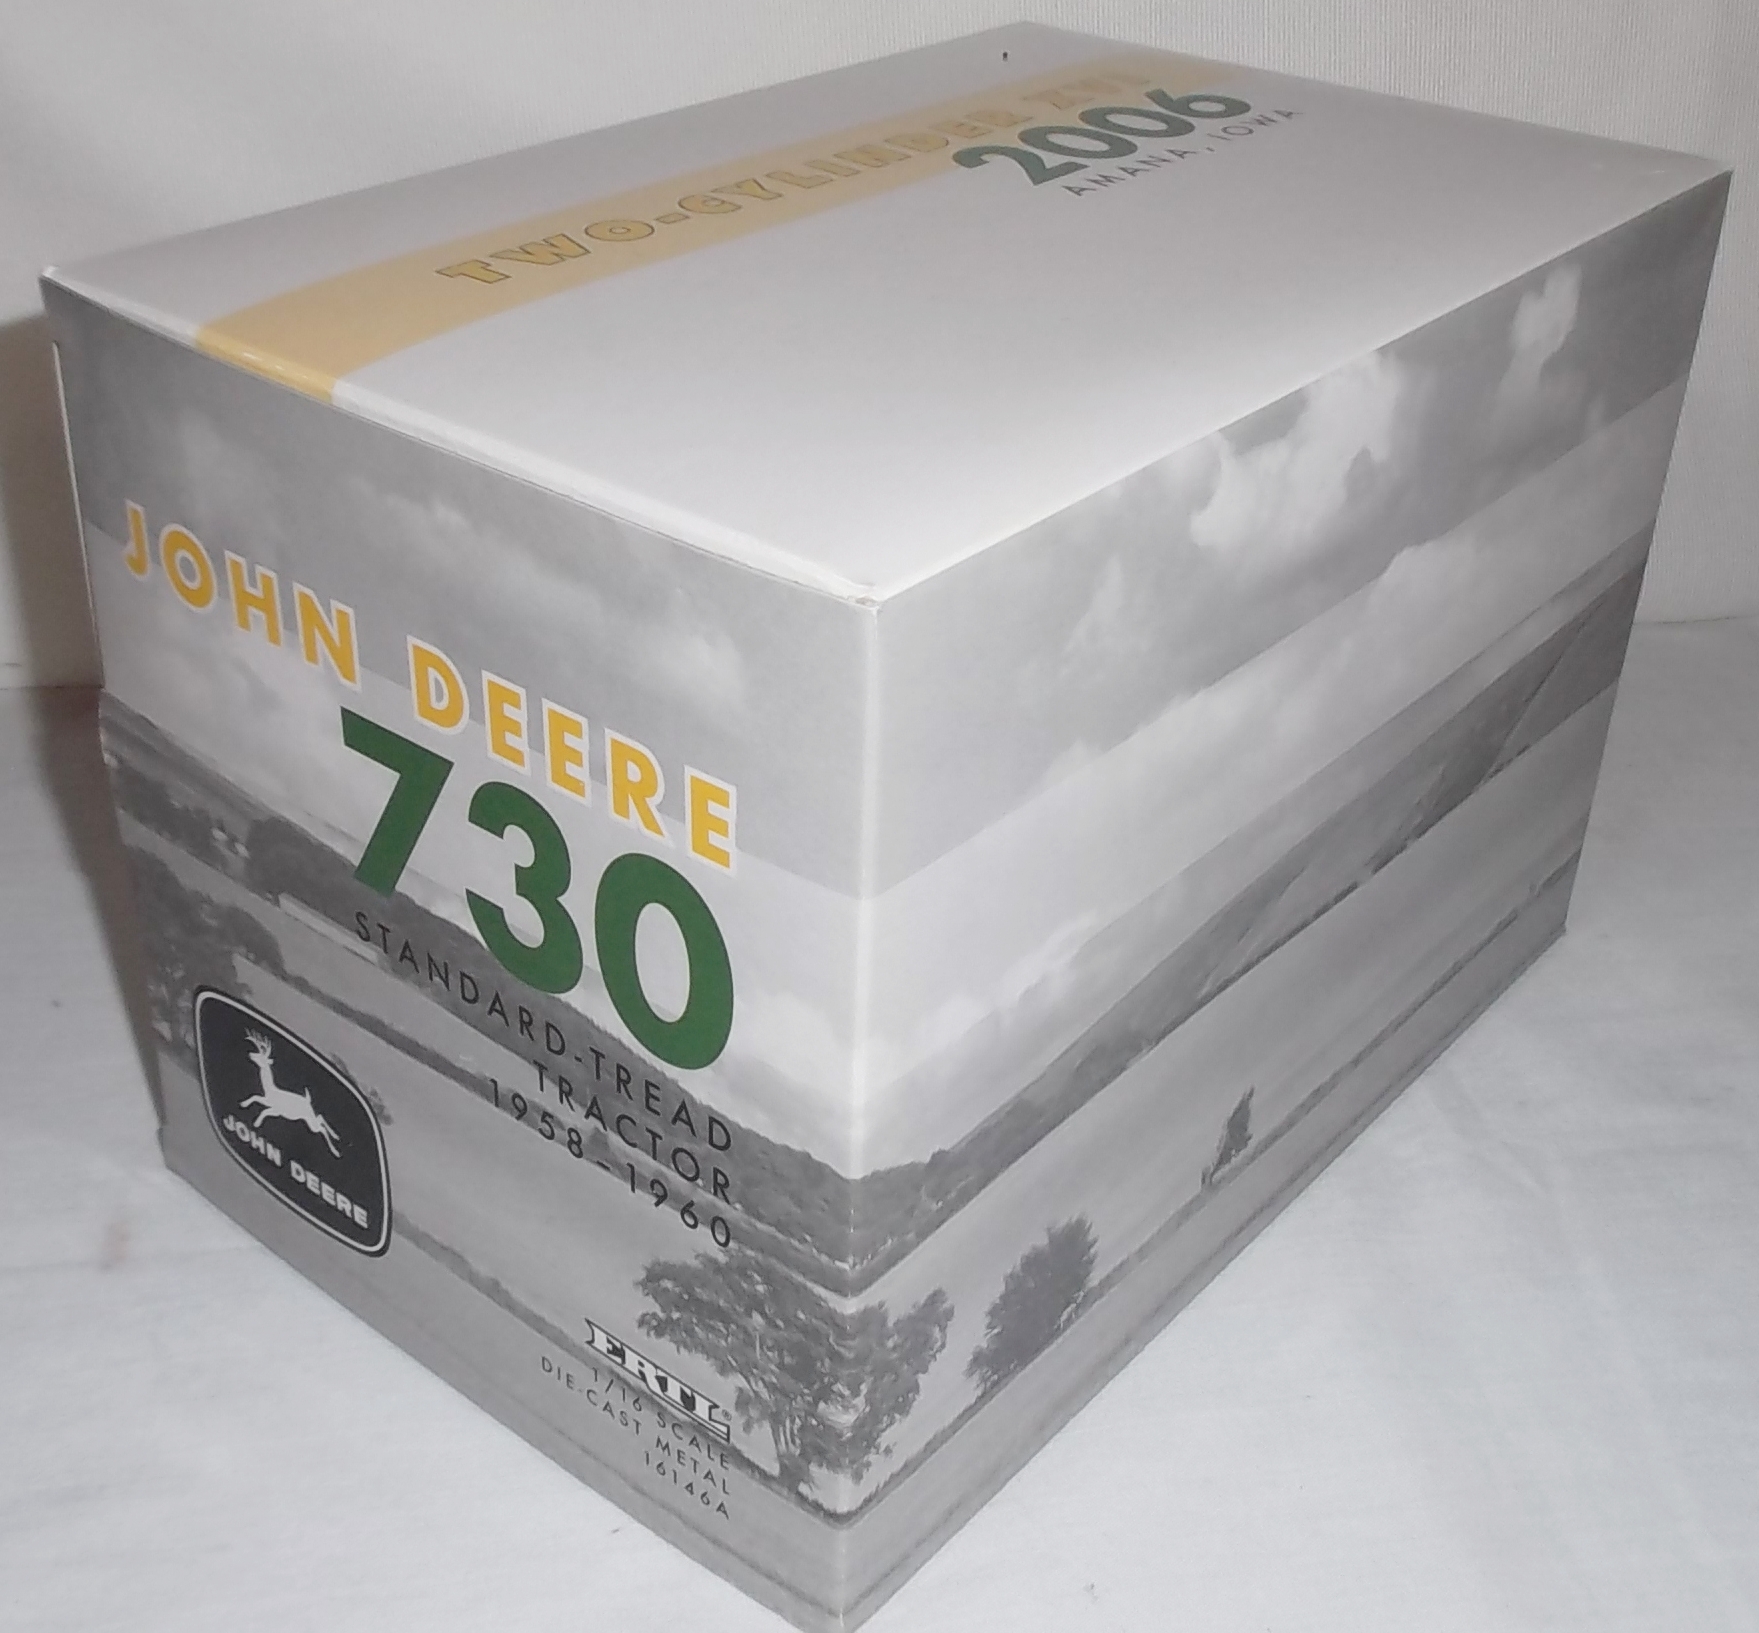 TWO-CYLINDER XVI
2006
AMANA, IOWA
JOHN DEERE
730
STANDARD-TREAD
TRACTOR
1958-1960
JOHN DEERE
ERTL®
1/16 SCALE
DIE-CAST METAL
16146A